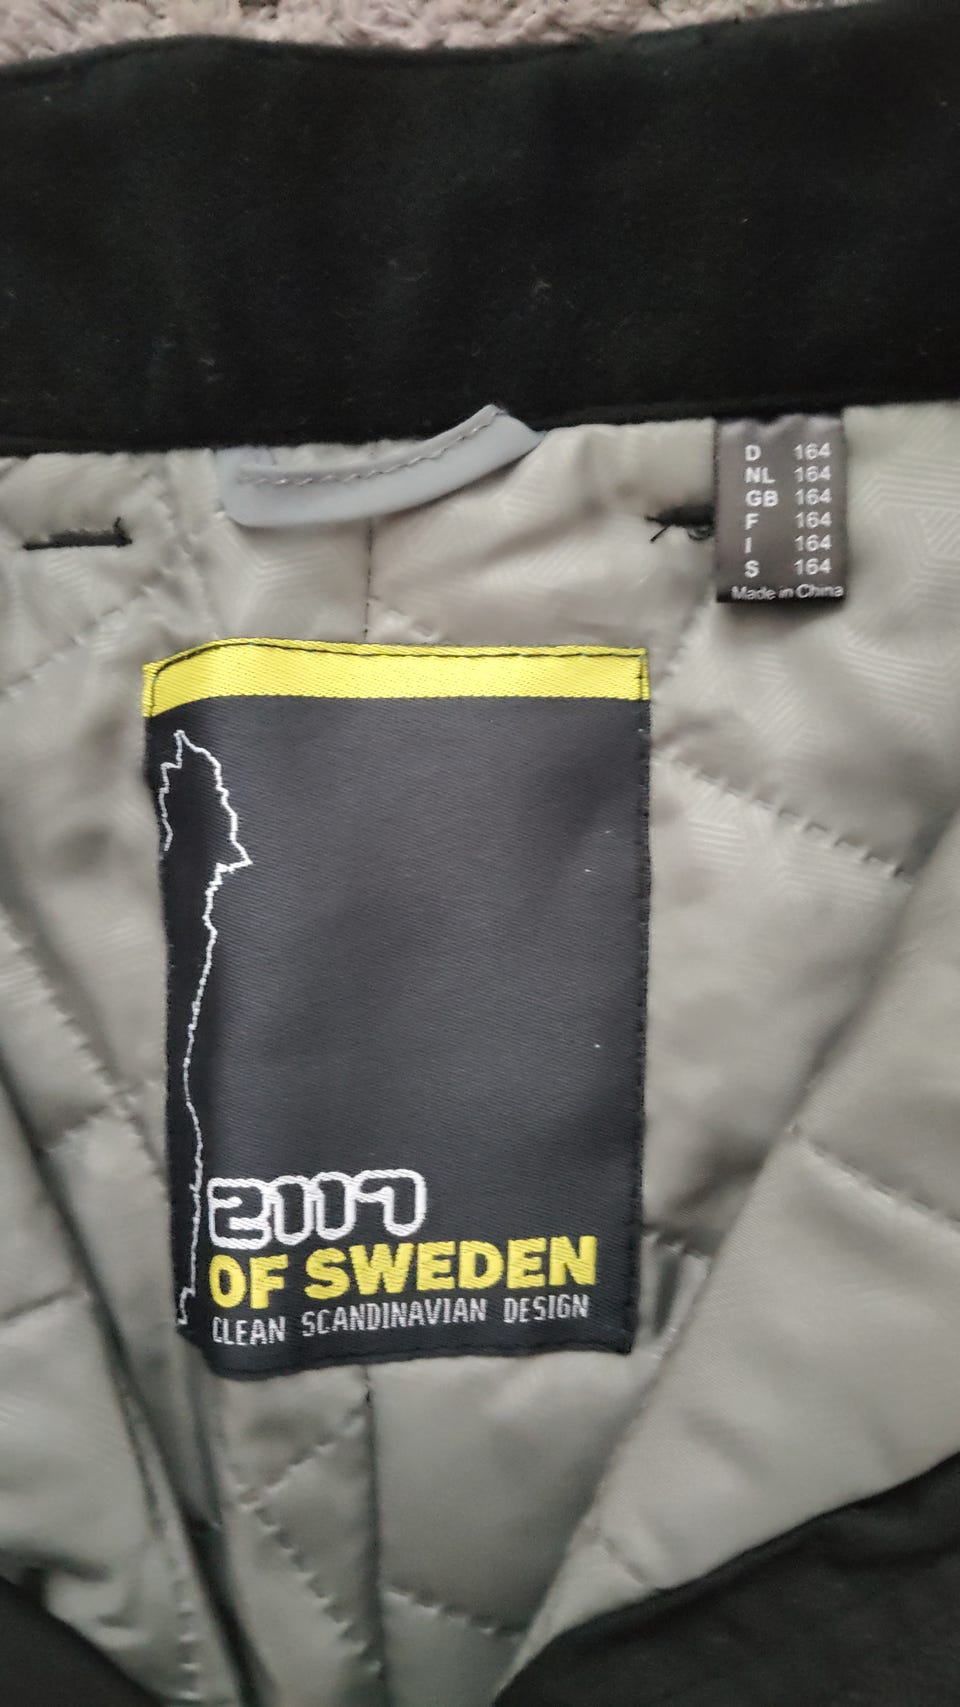 D 164
NL 164
GB 164
F 164
I 164
S 164
Made in China
2117
OF SWEDEN
CLEAN SCANDINAVIAN DESIGN